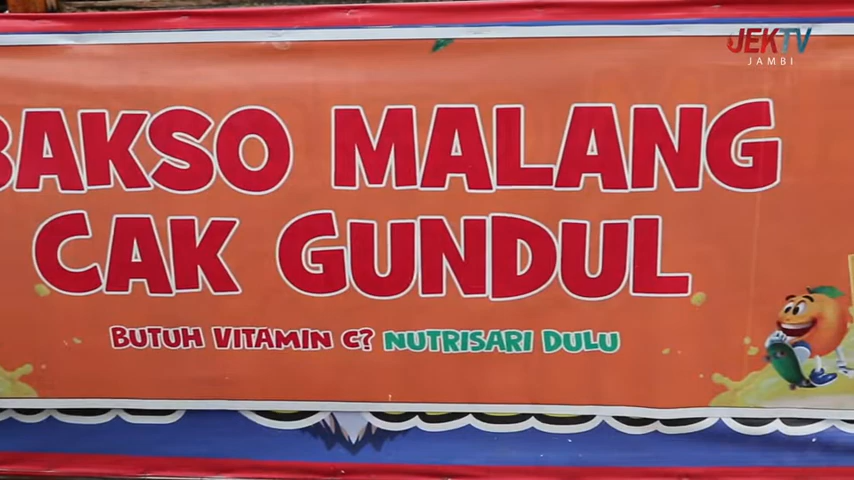 JEKTV
JAMBI
BAKSO MALANG
CAK GUNDUL
BUTUH VITAMIN C? NUTRISARI DULU